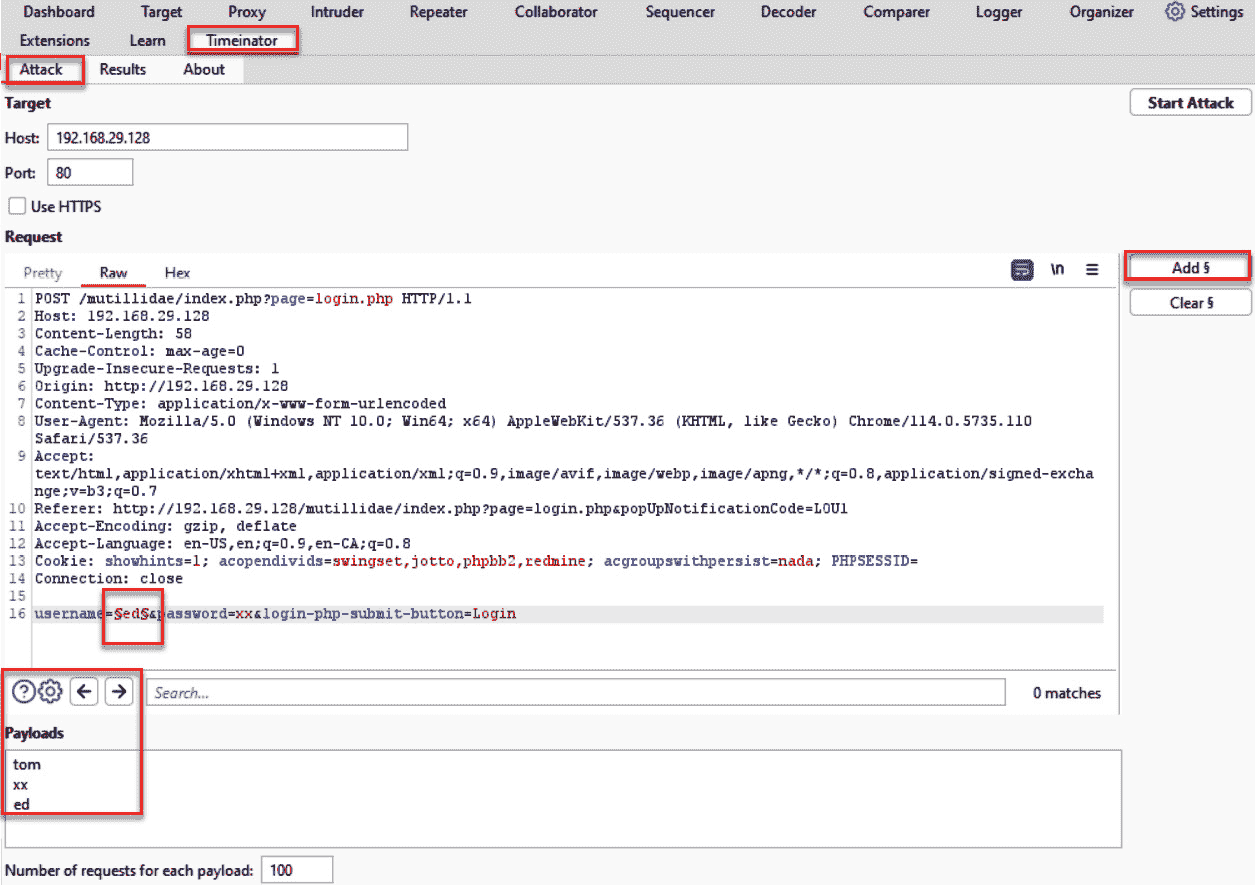 Dashboard Target Proxy Intruder Repeater Collaborator Sequencer Decoder Comparer Logger Organizer Settings
Extensions Learn Timeinator
Attack Results About
Target
Start Attack
Host: 192.168.29.128
Port: 80
Use HTTPS
Request
Pretty Raw Hex \n
Add §
Clear §
1 POST /mutillidae/index.php?page=login.php HTTP/1.1
2 Host: 192.168.29.128
3 Content-Length: 58
4 Cache-Control: max-age=0
5 Upgrade-Insecure-Requests: 1
6 Origin: http://192.168.29.128
7 Content-Type: application/x-www-form-urlencoded
8 User-Agent: Mozilla/5.0 (Windows NT 10.0; Win64; x64) AppleWebKit/537.36 (KHTML, like Gecko) Chrome/114.0.5735.110
Safari/537.36
9 Accept:
text/html,application/xhtml+xml,application/xml;q=0.9,image/avif,image/webp,image/apng,*/*;q=0.8,application/signed-excha
nge;v=b3;q=0.7
10 Referer: http://192.168.29.128/mutillidae/index.php?page=login.php&popUpNotificationCode=LOU1
11 Accept-Encoding: gzip, deflate
12 Accept-Language: en-US,en;q=0.9,en-CA;q=0.8
13 Cookie: showhints=1; acopendivids=swingset,jotto,phpbb2,redmine; acgroupswithpersist=nada; PHPSESSID=
14 Connection: close
15
16 username=§ed§&password=xx&login-php-submit-button=Login
Search... 0 matches
Payloads
tom
xx
ed
Number of requests for each payload: 100